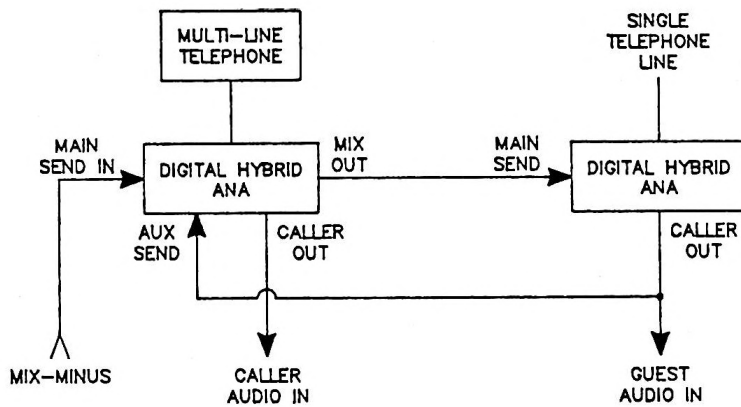 MULTI-LINE
TELEPHONE
SINGLE
TELEPHONE
LINE
MAIN
SEND IN
DIGITAL HYBRID
ANA
MIX
OUT
MAIN
SEND
DIGITAL HYBRID
ANA
AUX
SEND
CALLER
OUT
CALLER
OUT
MIX-MINUS
CALLER
AUDIO IN
GUEST
AUDIO IN